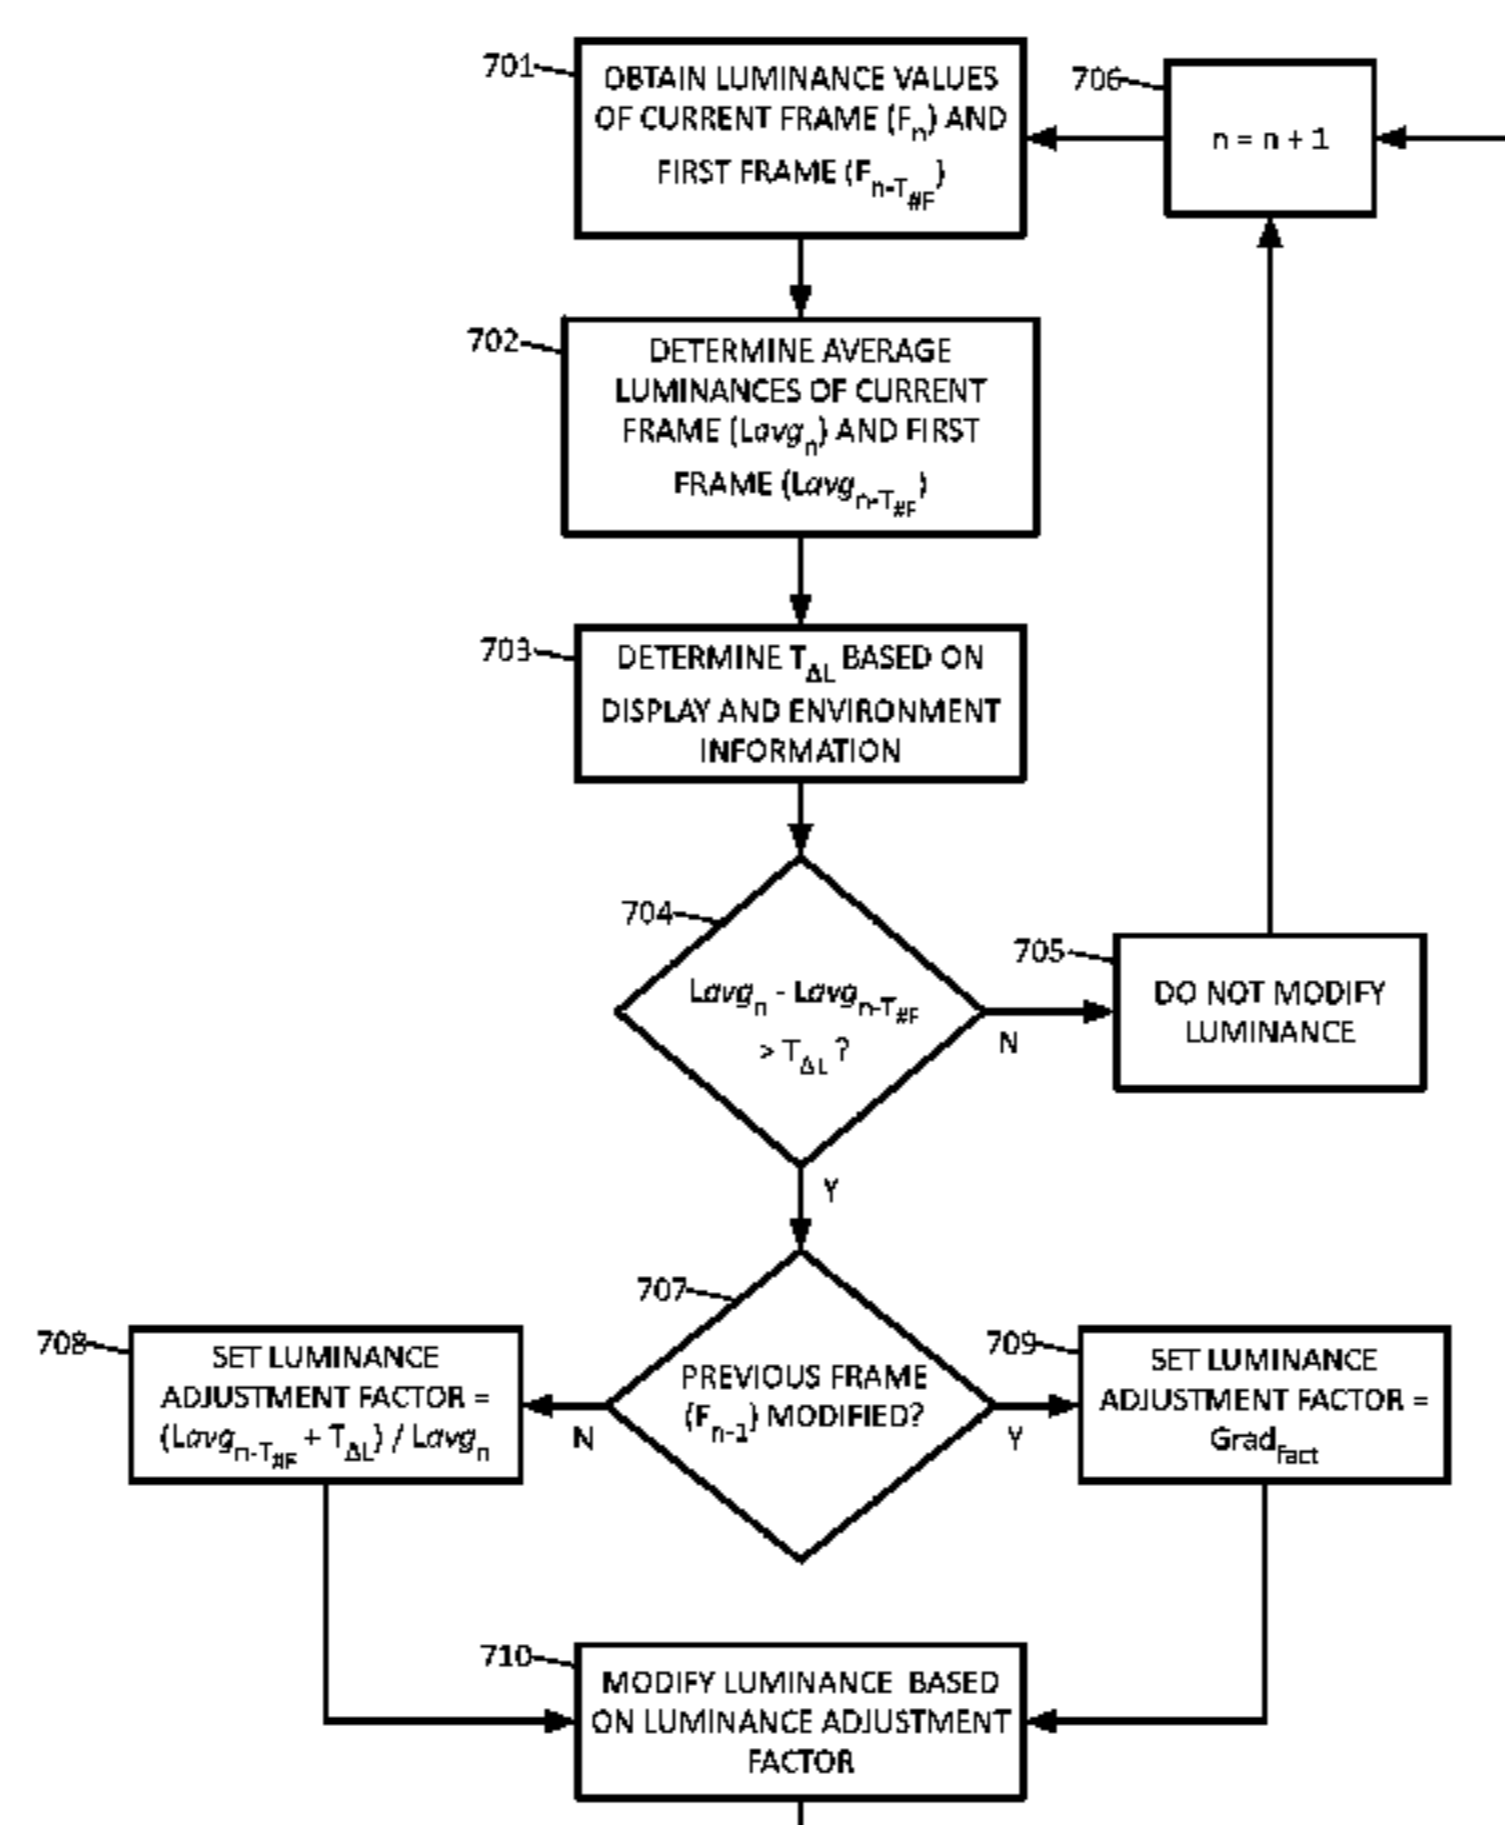 701
OBTAIN LUMINANCE VALUES
OF CURRENT FRAME (Fn) AND
FIRST FRAME (Fn-T#F)
706
n = n + 1
702
DETERMINE AVERAGE
LUMINANCES OF CURRENT
FRAME (Lavgn) AND FIRST
FRAME (Lavgn-T#F)
703
DETERMINE TΔL BASED ON
DISPLAY AND ENVIRONMENT
INFORMATION
704
Lavgn - Lavgn-T#F
> TΔL ?
N
705
DO NOT MODIFY
LUMINANCE
Y
707
PREVIOUS FRAME
(Fn-1) MODIFIED?
N
Y
708
SET LUMINANCE
ADJUSTMENT FACTOR =
(Lavgn-T#F + TΔL) / Lavgn
709
SET LUMINANCE
ADJUSTMENT FACTOR =
GradFact
710
MODIFY LUMINANCE BASED
ON LUMINANCE ADJUSTMENT
FACTOR